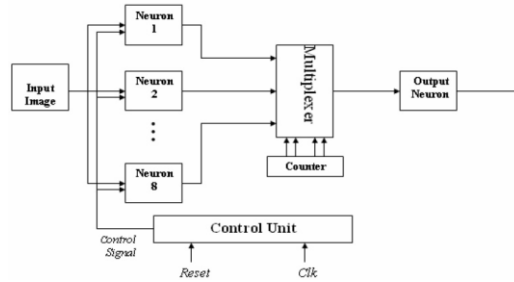 Neuron
1
Input
Image
Neuron
2
Neuron
8
Multiplexer
Counter
Output
Neuron
Control Unit
Control
Signal
Reset
Clk